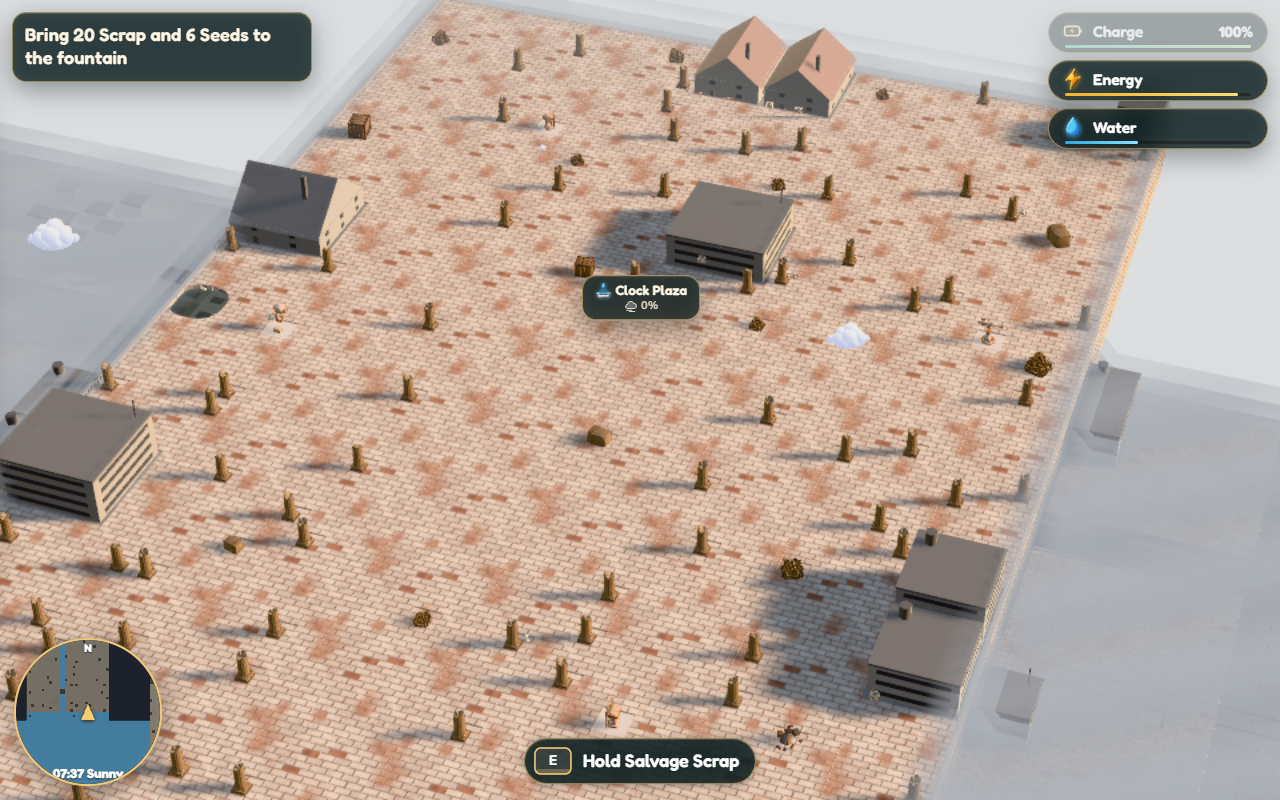 Bring 20 Scrap and 6 Seeds to
the fountain
Charge 100%
Energy
Water
Clock Plaza
0%
N
07:37 Sunny
E Hold Salvage Scrap